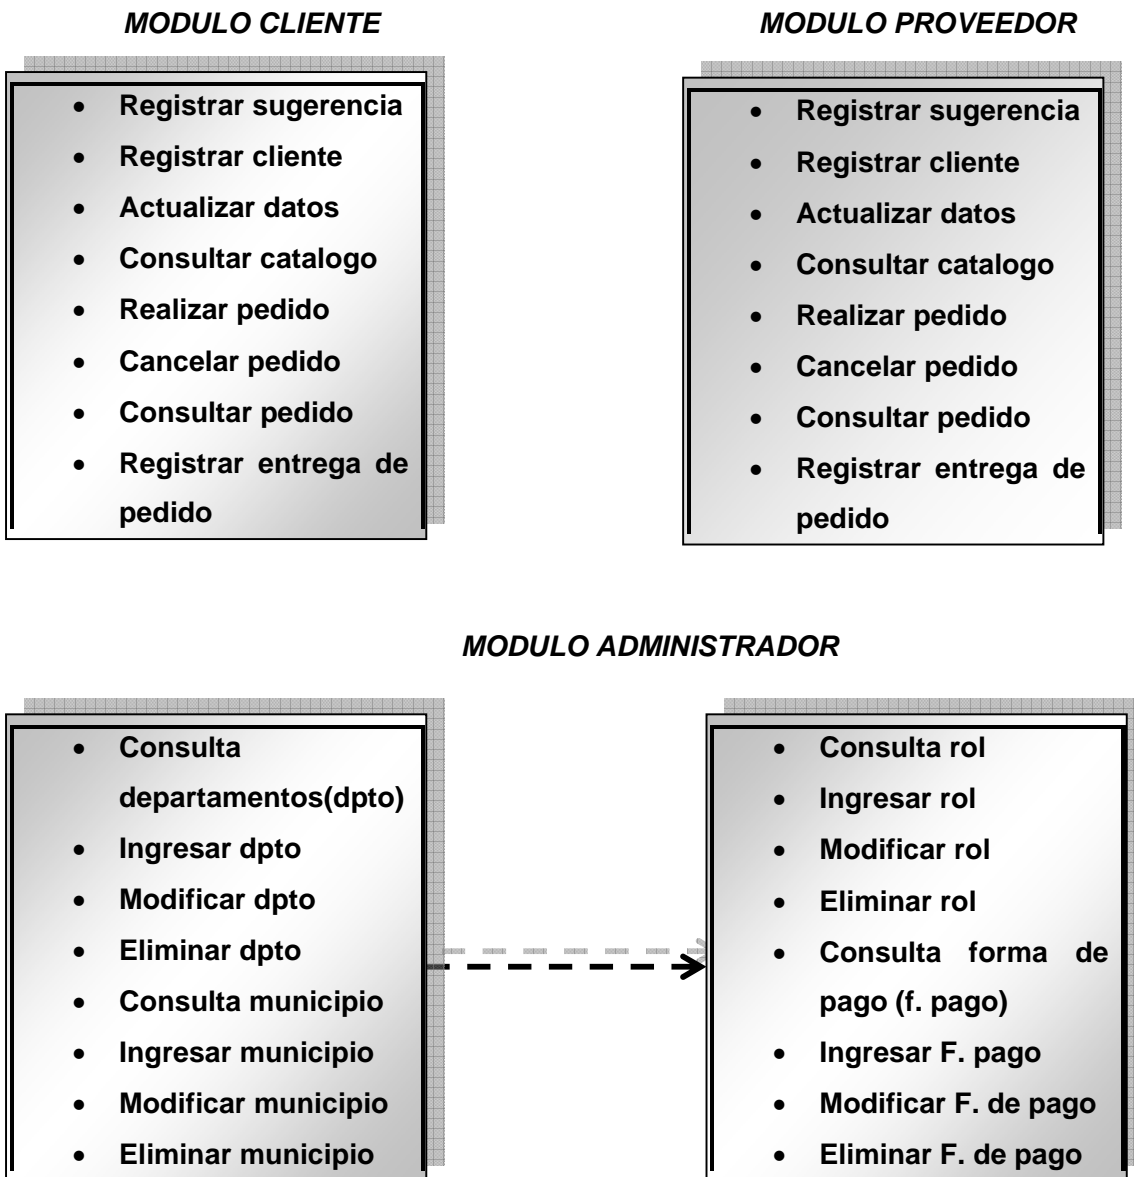 MODULO CLIENTE
• Registrar sugerencia
• Registrar cliente
• Actualizar datos
• Consultar catalogo
• Realizar pedido
• Cancelar pedido
• Consultar pedido
• Registrar entrega de
pedido
MODULO PROVEEDOR
• Registrar sugerencia
• Registrar cliente
• Actualizar datos
• Consultar catalogo
• Realizar pedido
• Cancelar pedido
• Consultar pedido
• Registrar entrega de
pedido
MODULO ADMINISTRADOR
• Consulta
departamentos(dpto)
• Ingresar dpto
• Modificar dpto
• Eliminar dpto
• Consulta municipio
• Ingresar municipio
• Modificar municipio
• Eliminar municipio
• Consulta rol
• Ingresar rol
• Modificar rol
• Eliminar rol
• Consulta forma de
pago (f. pago)
• Ingresar F. pago
• Modificar F. de pago
• Eliminar F. de pago